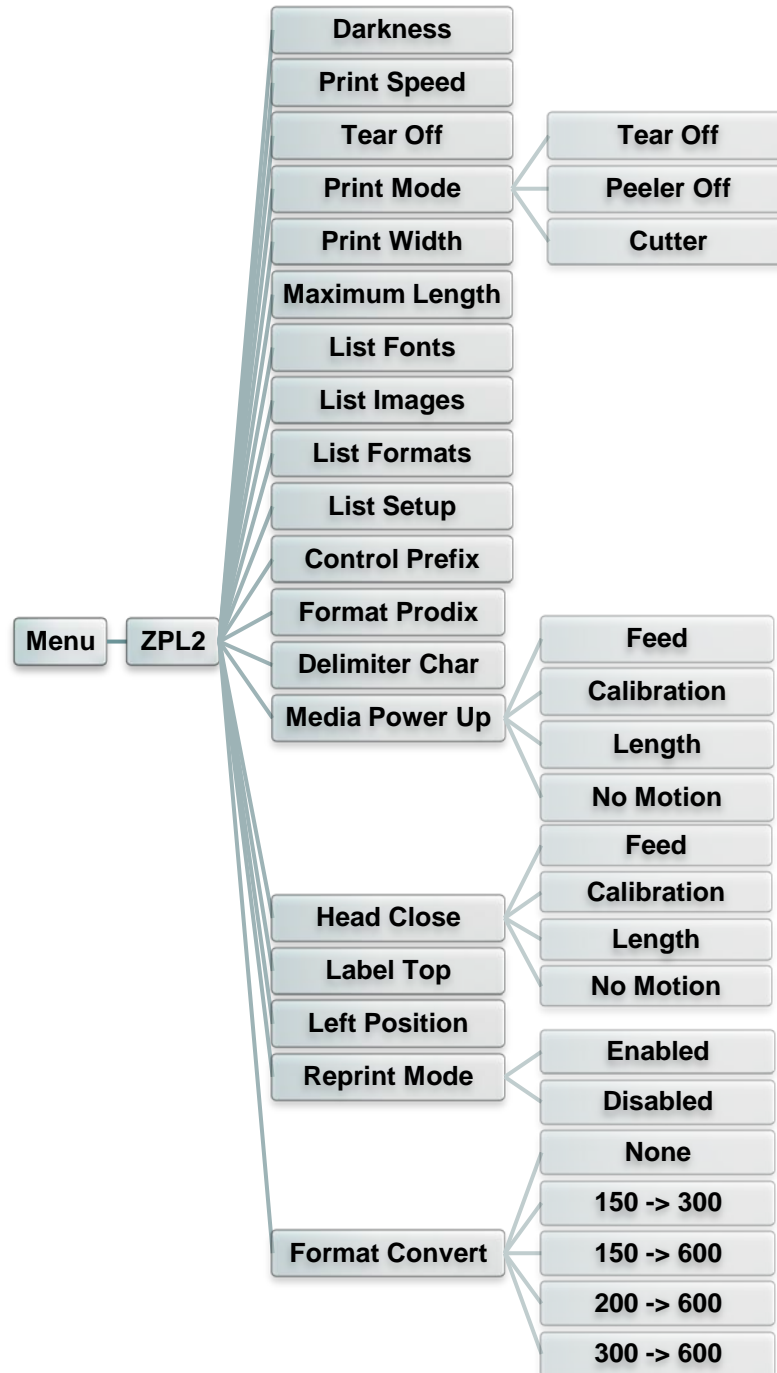 Menu
ZPL2
Darkness
Print Speed
Tear Off
Print Mode
Tear Off
Peeler Off
Cutter
Print Width
Maximum Length
List Fonts
List Images
List Formats
List Setup
Control Prefix
Format Prodix
Delimiter Char
Media Power Up
Feed
Calibration
Length
No Motion
Head Close
Feed
Calibration
Length
No Motion
Label Top
Left Position
Reprint Mode
Enabled
Disabled
Format Convert
None
150 -> 300
150 -> 600
200 -> 600
300 -> 600